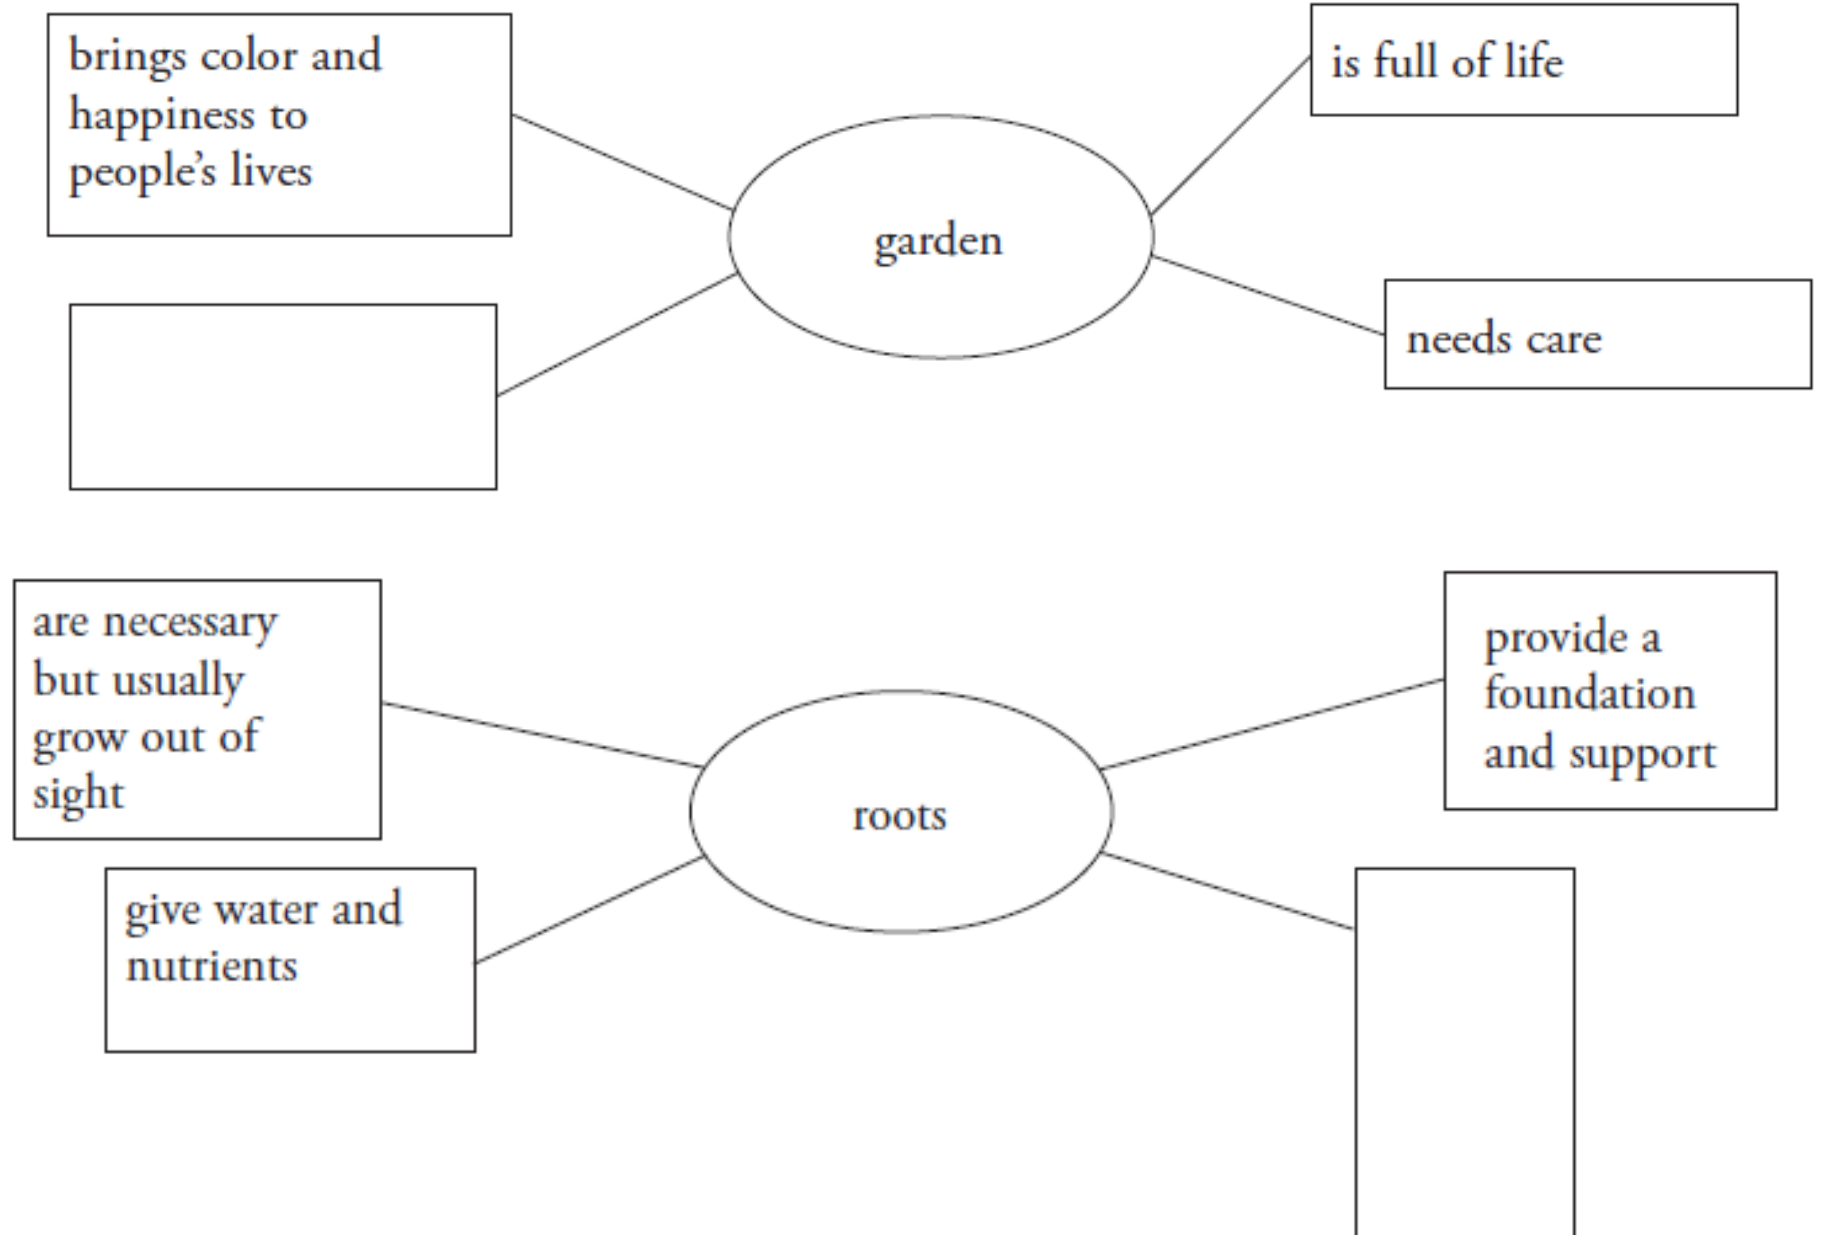 brings color and
happiness to
people’s lives
is full of life
garden
needs care
are necessary
but usually
grow out of
sight
provide a
foundation
and support
roots
give water and
nutrients